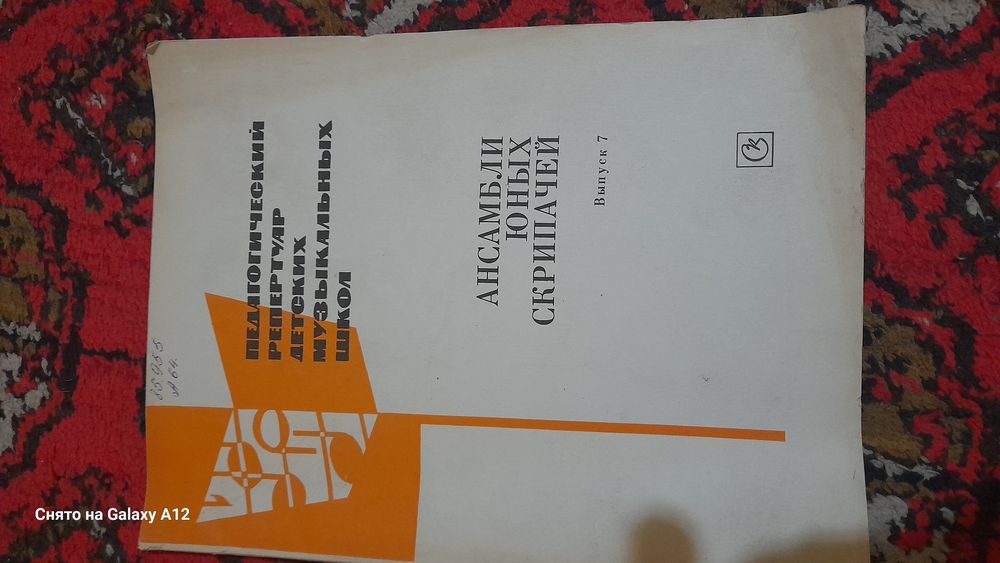 ПЕДАГОГИЧЕСКИЙ
РЕПЕРТУАР
ДЕТСКИХ
МУЗЫКАЛЬНЫХ
ШКОЛ
АНСАМБЛИ
ЮНЫХ
СКРИПАЧЕЙ
Выпуск 7
Снято на Galaxy A12